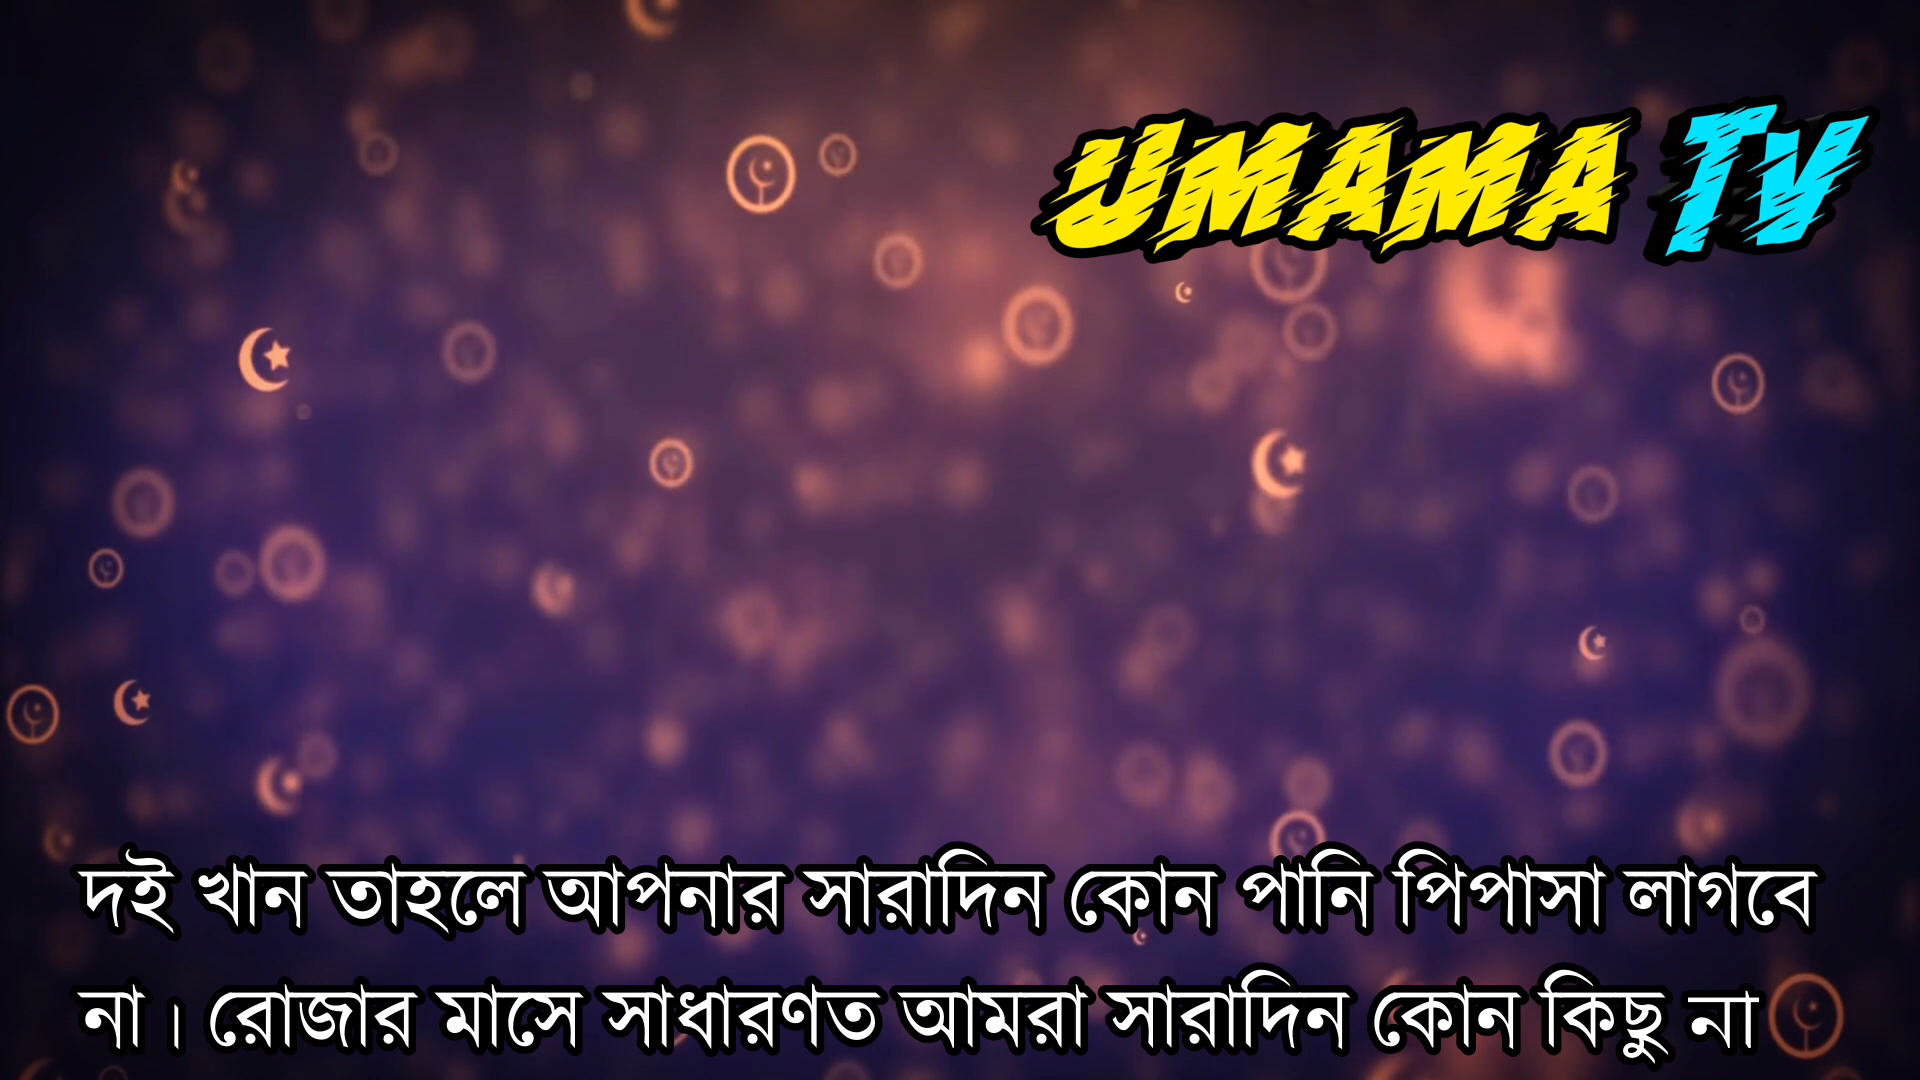 UMAMA TV
দই খান তাহলে আপনার সারাদিন কোন পানি পিপাসা লাগবে
না। রোজার মাসে সাধারণত আমরা সারাদিন কোন কিছু না